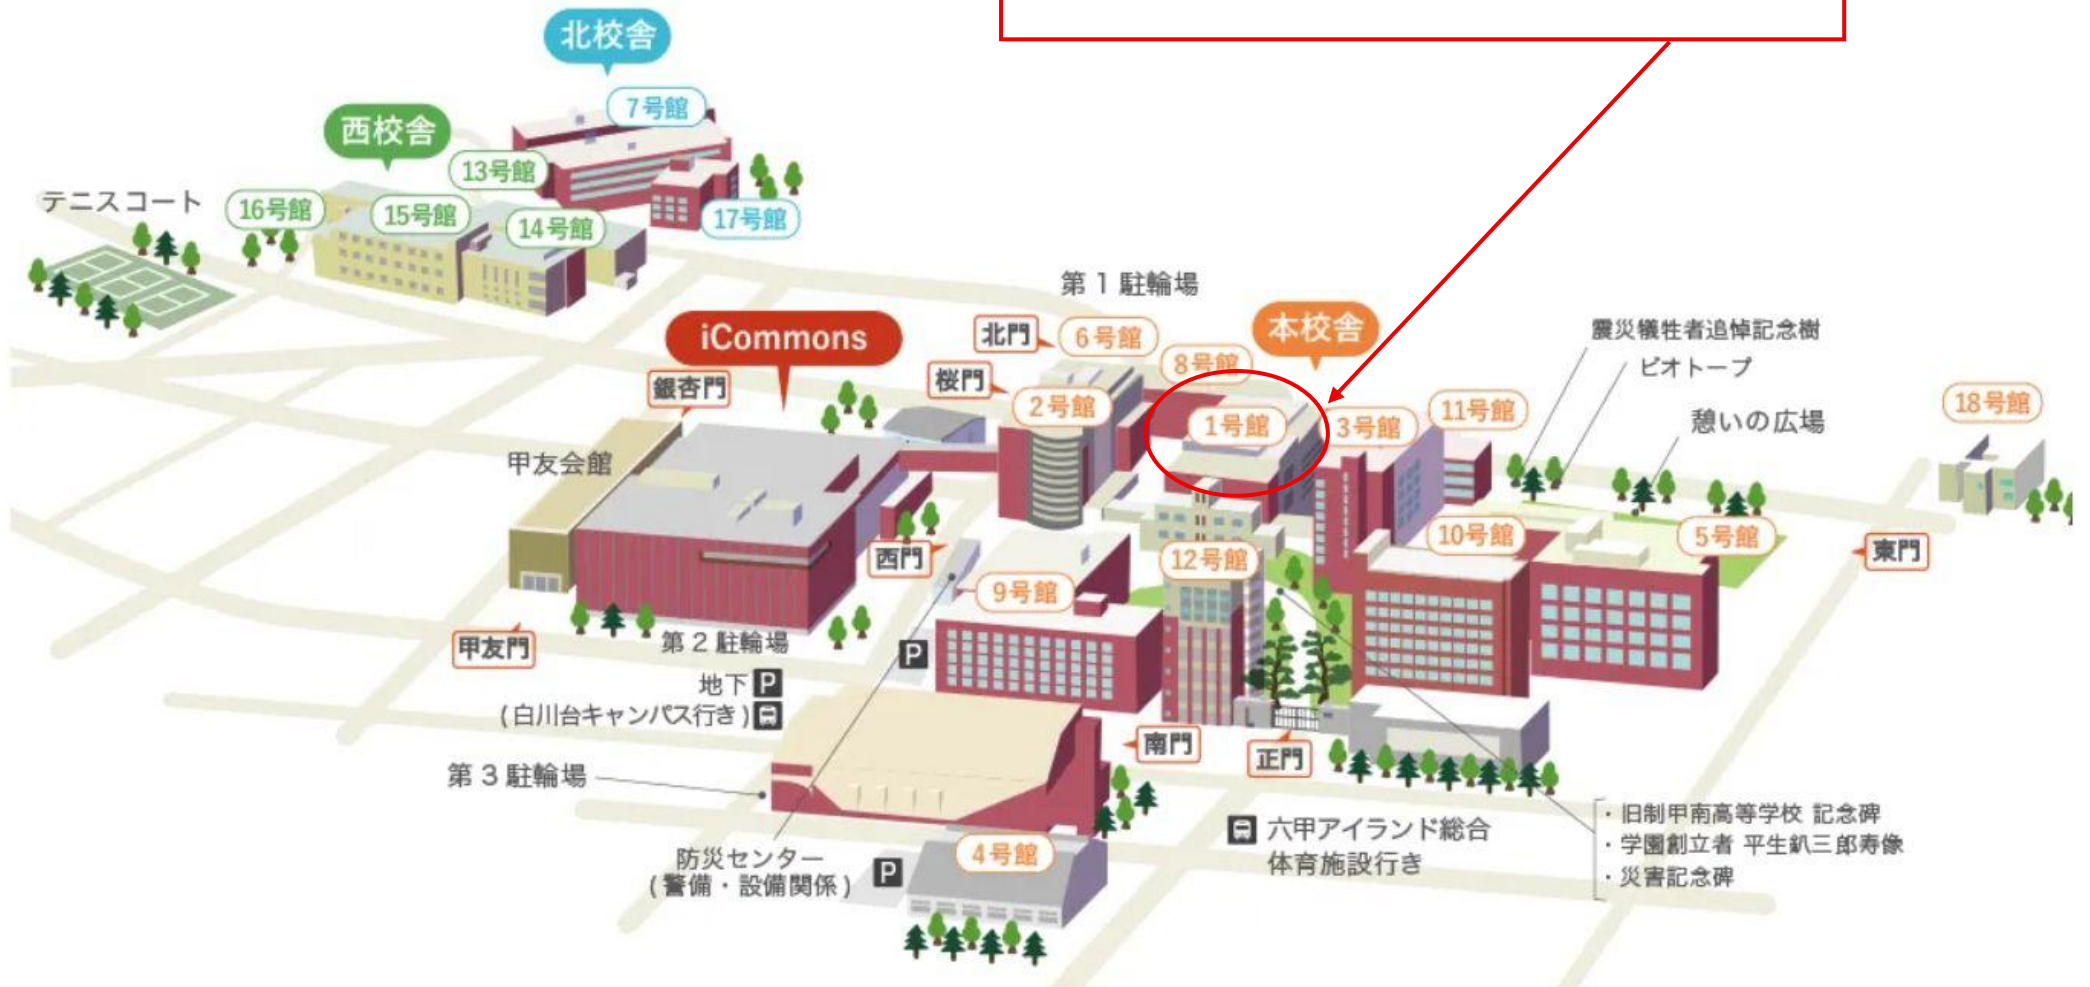 北校舎
7号館
西校舎
13号館
テニスコート
16号館
15号館
14号館
17号館
第1駐輪場
iCommons
北門
6号館
本校舎
震災犠牲者追悼記念樹
8号館
ビオトープ
桜門
銀杏門
2号館
1号館
3号館
11号館
憩いの広場
18号館
甲友会館
西門
12号館
10号館
5号館
東門
9号館
甲友門
第2駐輪場
P
地下 P
(白川台キャンパス行き)
南門
正門
第3駐輪場
防災センター
(警備・設備関係)
P
4号館
六甲アイランド総合
体育施設行き
・旧制甲南高等学校 記念碑
・学園創立者 平生釟三郎寿像
・災害記念碑